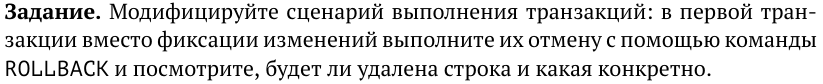 Задание. Модифицируйте сценарий выполнения транзакций: в первой тран-
закции вместо фиксации изменений выполните их отмену с помощью команды
ROLLBACK и посмотрите, будет ли удалена строка и какая конкретно.